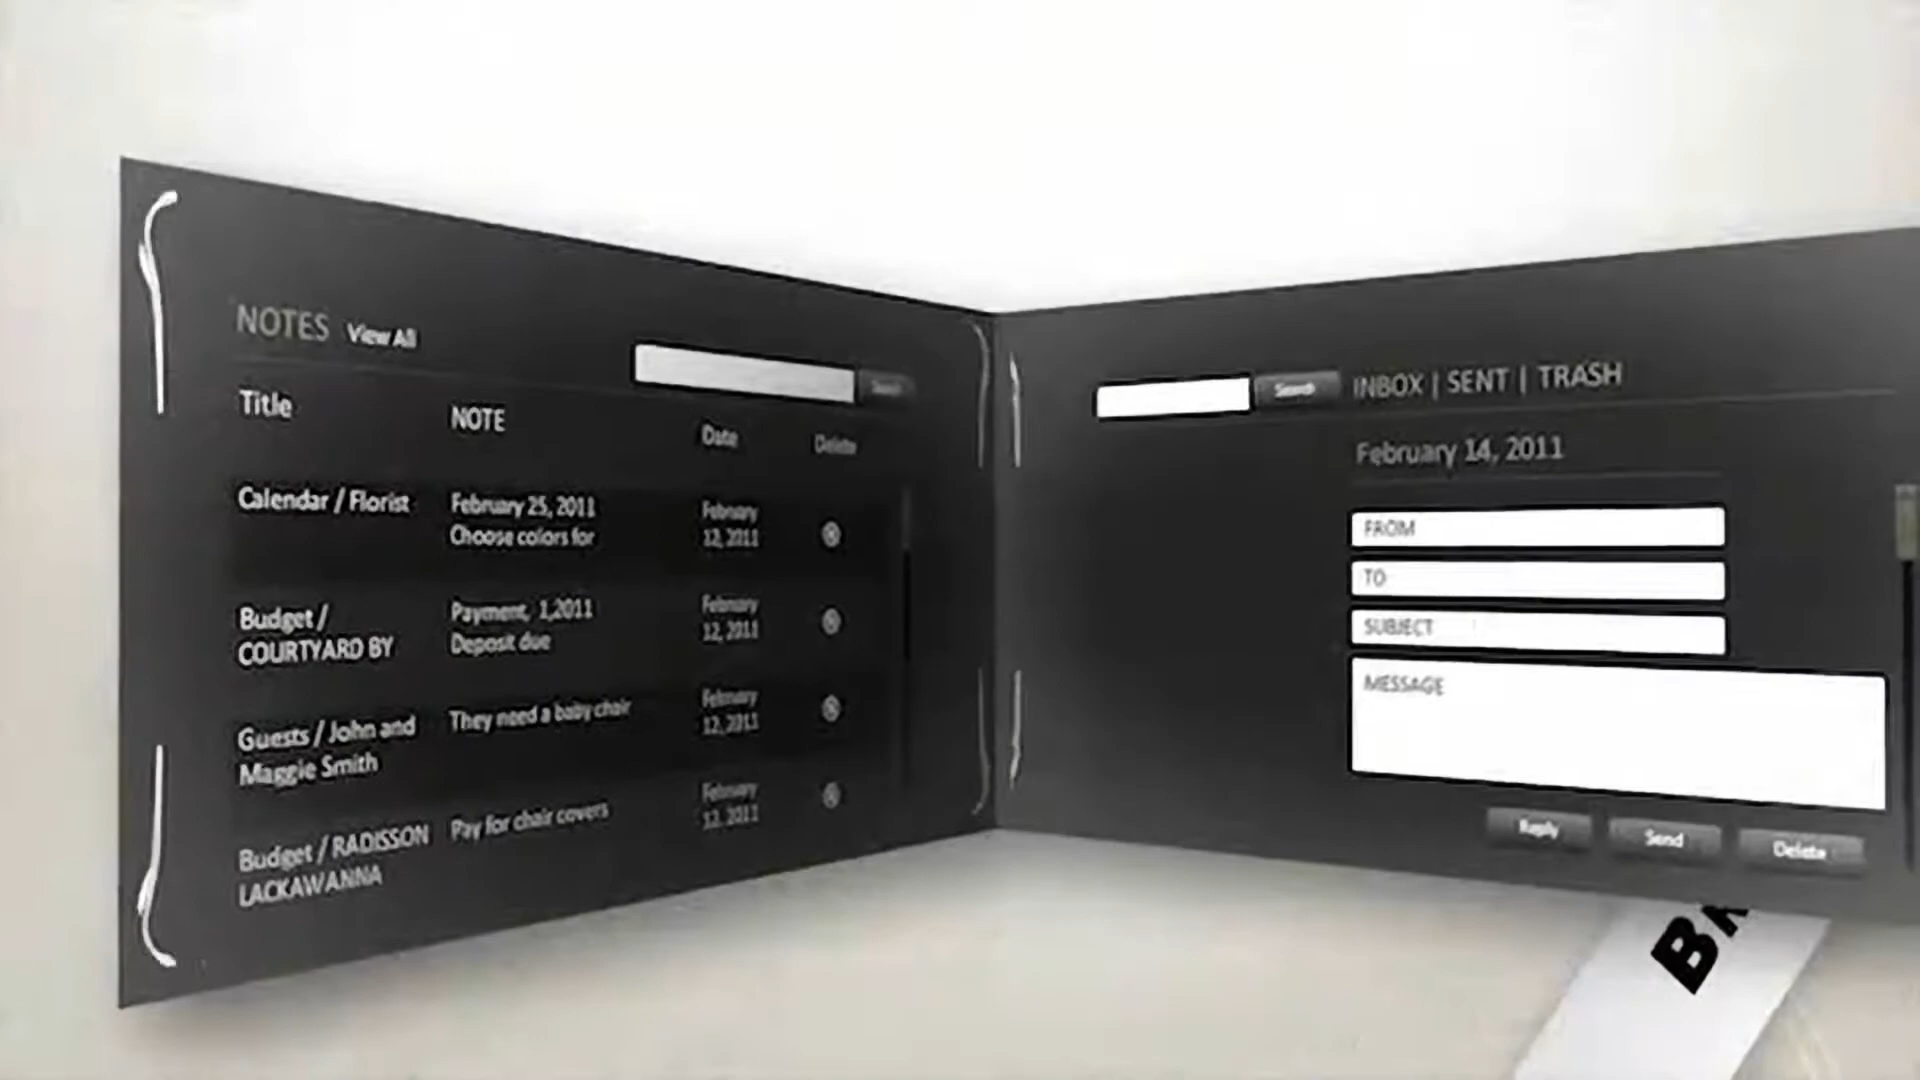 NOTES View All
Search
Title NOTE Date Delete
Calendar / Florist
February 25, 2011
Choose colors for
February
12, 2011
Budget /
COURTYARD BY
Payment, 1,2011
Deposit due
February
12, 2011
Guests / John and
Maggie Smith
They need a baby chair
February
12, 2011
Budget / RADISSON
LACKAWANNA
Pay for chair covers
February
12, 2011
Search
INBOX | SENT | TRASH
February 14, 2011
FROM
TO
SUBJECT
MESSAGE
Reply Send Delete